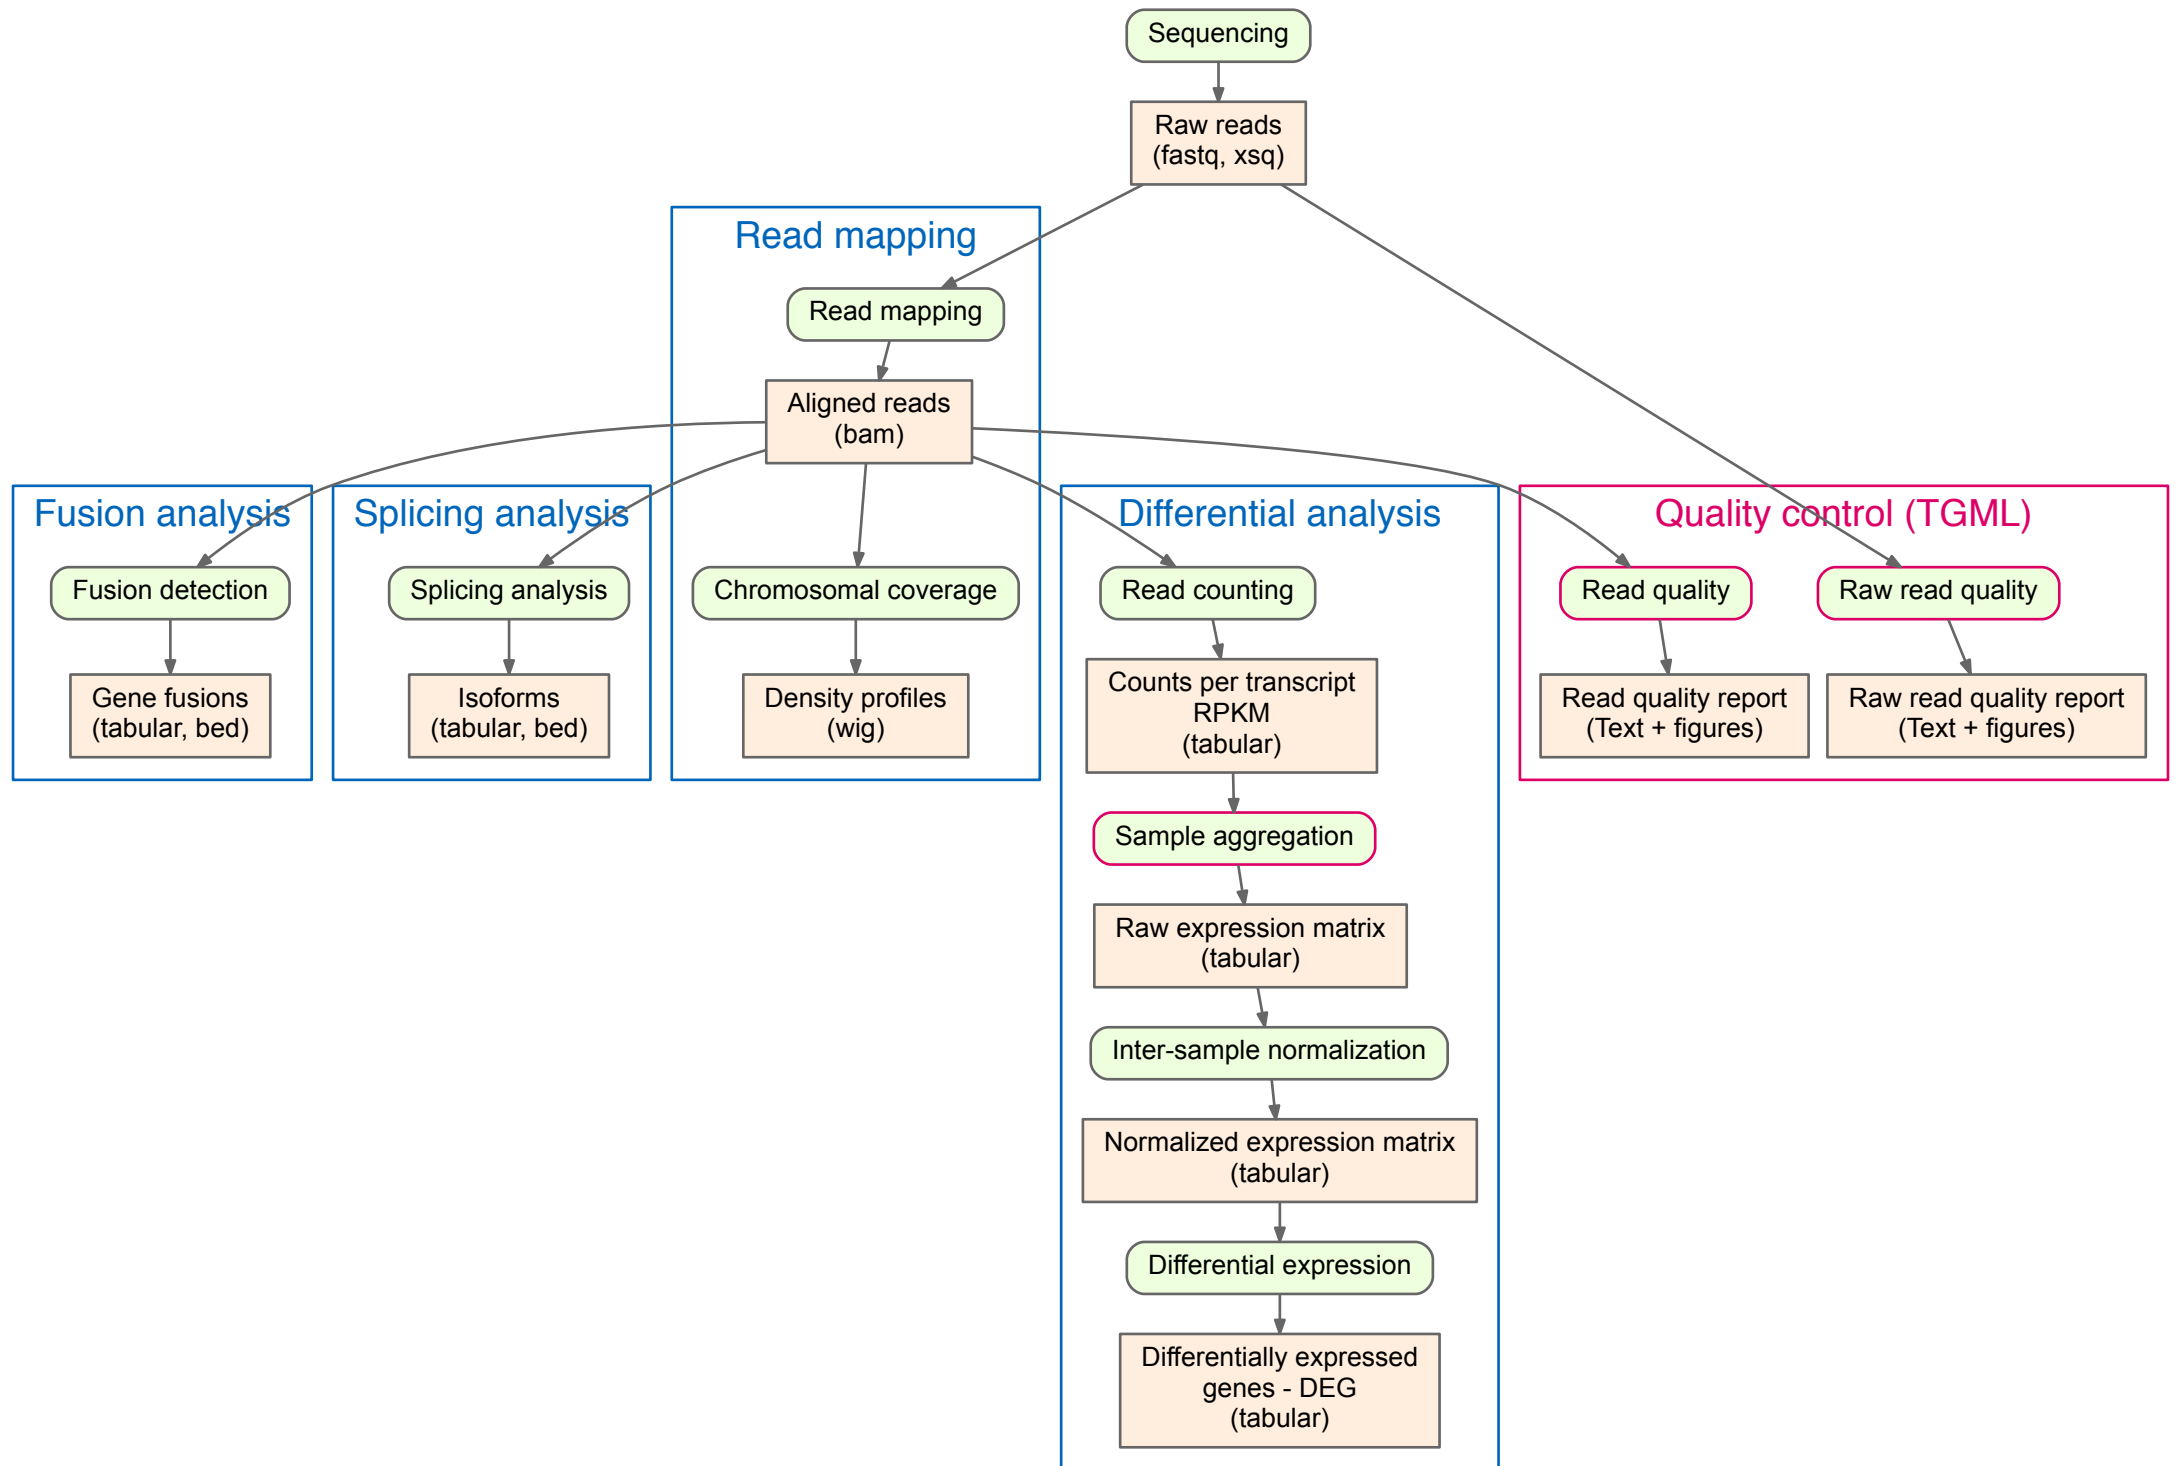 Sequencing
Raw reads
(fastq, xsq)
Read mapping
Read mapping
Aligned reads
(bam)
Fusion analysis
Fusion detection
Gene fusions
(tabular, bed)
Splicing analysis
Splicing analysis
Isoforms
(tabular, bed)
Chromosomal coverage
Density profiles
(wig)
Differential analysis
Read counting
Counts per transcript
RPKM
(tabular)
Sample aggregation
Raw expression matrix
(tabular)
Inter-sample normalization
Normalized expression matrix
(tabular)
Differential expression
Differentially expressed
genes - DEG
(tabular)
Quality control (TGML)
Read quality
Read quality report
(Text + figures)
Raw read quality
Raw read quality report
(Text + figures)